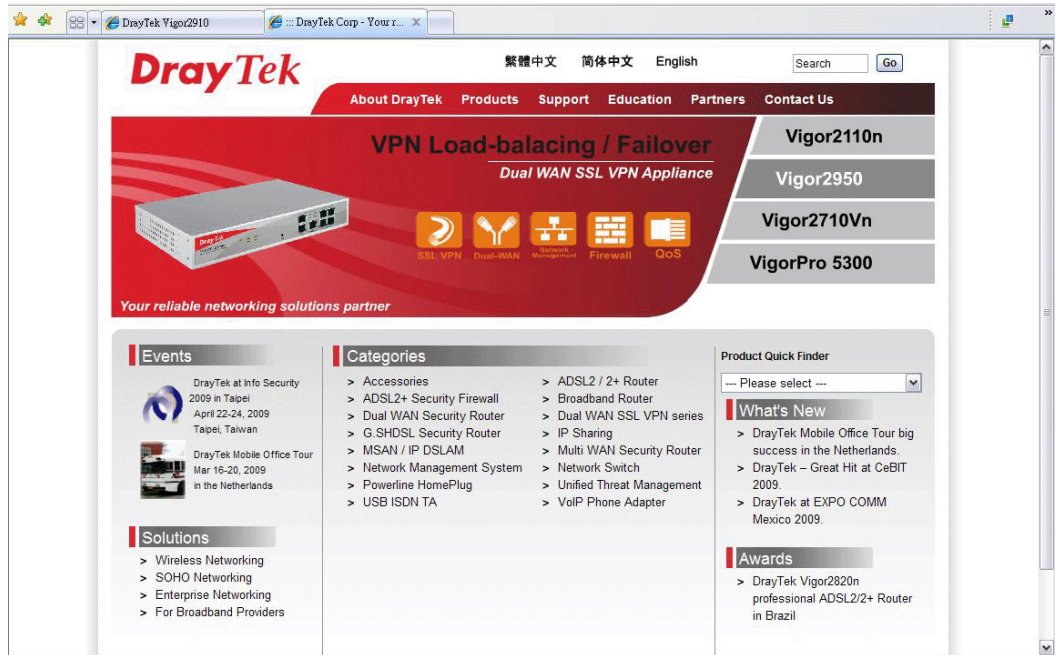 DrayTek Vigor2910
::: DrayTek Corp - Your r...
DrayTek
繁體中文 简体中文 English
Search Go
About DrayTek Products Support Education Partners Contact Us
VPN Load-balacing / Failover
Dual WAN SSL VPN Appliance
SSL VPN Dual-WAN Network Management Firewall QoS
DrayTek
Your reliable networking solutions partner
Vigor2110n
Vigor2950
Vigor2710Vn
VigorPro 5300
Events
DrayTek at Info Security
2009 in Taipei
April 22-24, 2009
Taipei, Taiwan
DrayTek Mobile Office Tour
Mar 16-20, 2009
in the Netherlands
Solutions
> Wireless Networking
> SOHO Networking
> Enterprise Networking
> For Broadband Providers
Categories
> Accessories
> ADSL2+ Security Firewall
> Dual WAN Security Router
> G.SHDSL Security Router
> MSAN / IP DSLAM
> Network Management System
> Powerline HomePlug
> USB ISDN TA
> ADSL2 / 2+ Router
> Broadband Router
> Dual WAN SSL VPN series
> IP Sharing
> Multi WAN Security Router
> Network Switch
> Unified Threat Management
> VoIP Phone Adapter
Product Quick Finder
--- Please select ---
What's New
> DrayTek Mobile Office Tour big
success in the Netherlands.
> DrayTek – Great Hit at CeBIT
2009.
> DrayTek at EXPO COMM
Mexico 2009.
Awards
> DrayTek Vigor2820n
professional ADSL2/2+ Router
in Brazil